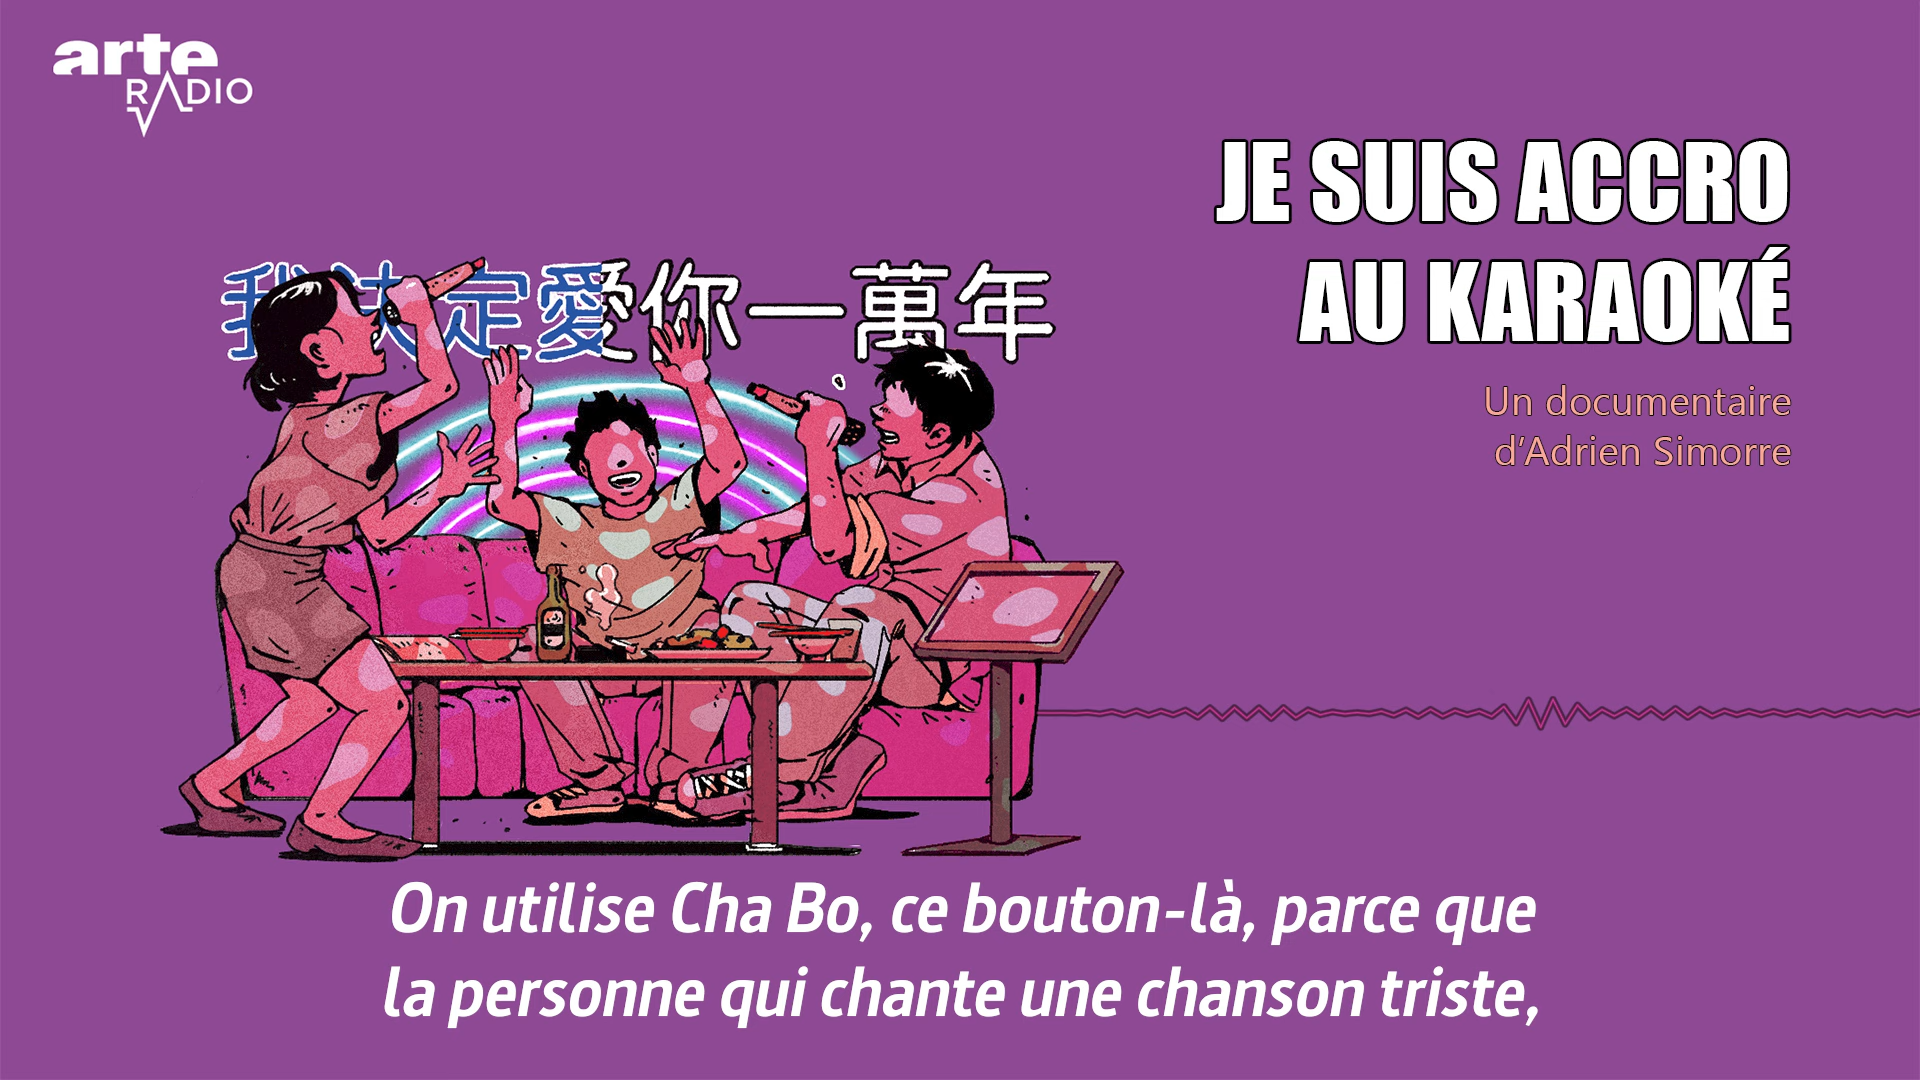 arte
RADIO
JE SUIS ACCRO
AU KARAOKÉ
Un documentaire
d'Adrien Simorre
我決定愛你一萬年
On utilise Cha Bo, ce bouton-là, parce que
la personne qui chante une chanson triste,